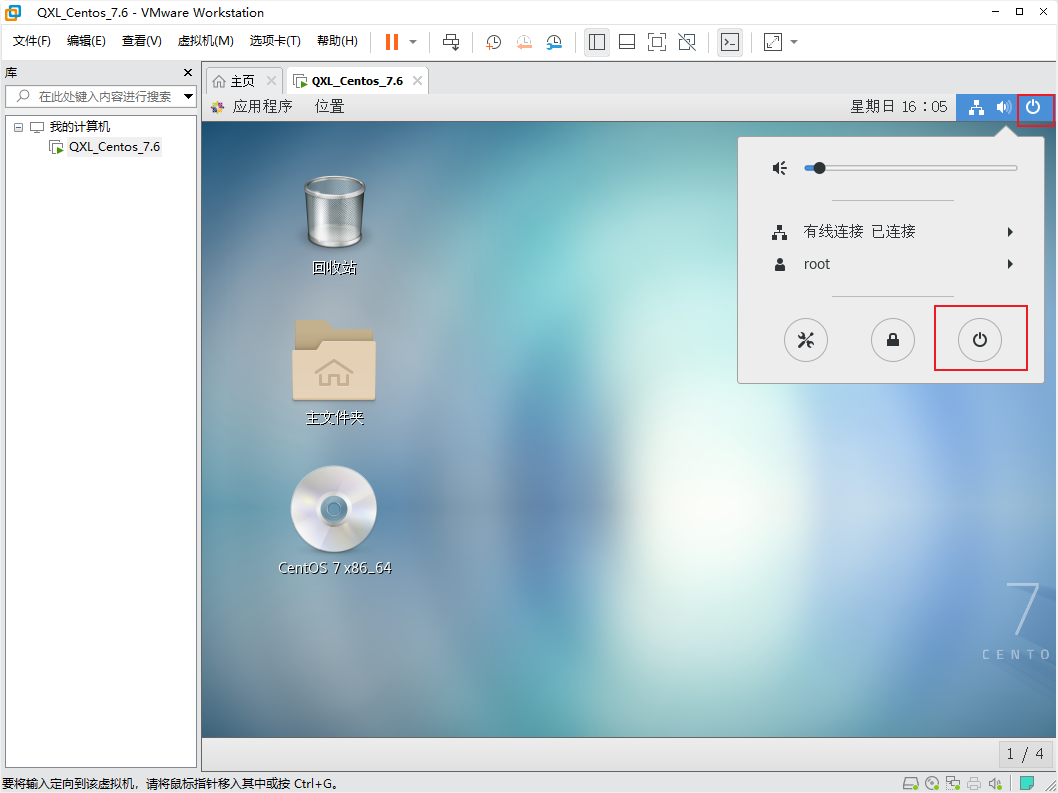 QXL_Centos_7.6 - VMware Workstation
文件(F) 编辑(E) 查看(V) 虚拟机(M) 选项卡(T) 帮助(H)
库
主页
QXL_Centos_7.6
在此处键入内容进行搜索
应用程序 位置 星期日 16∶05
我的计算机
QXL_Centos_7.6
有线连接 已连接
root
回收站
主文件夹
CentOS 7 x86_64
7
CENTO
1 / 4
要将输入定向到该虚拟机，请将鼠标指针移入其中或按 Ctrl+G。